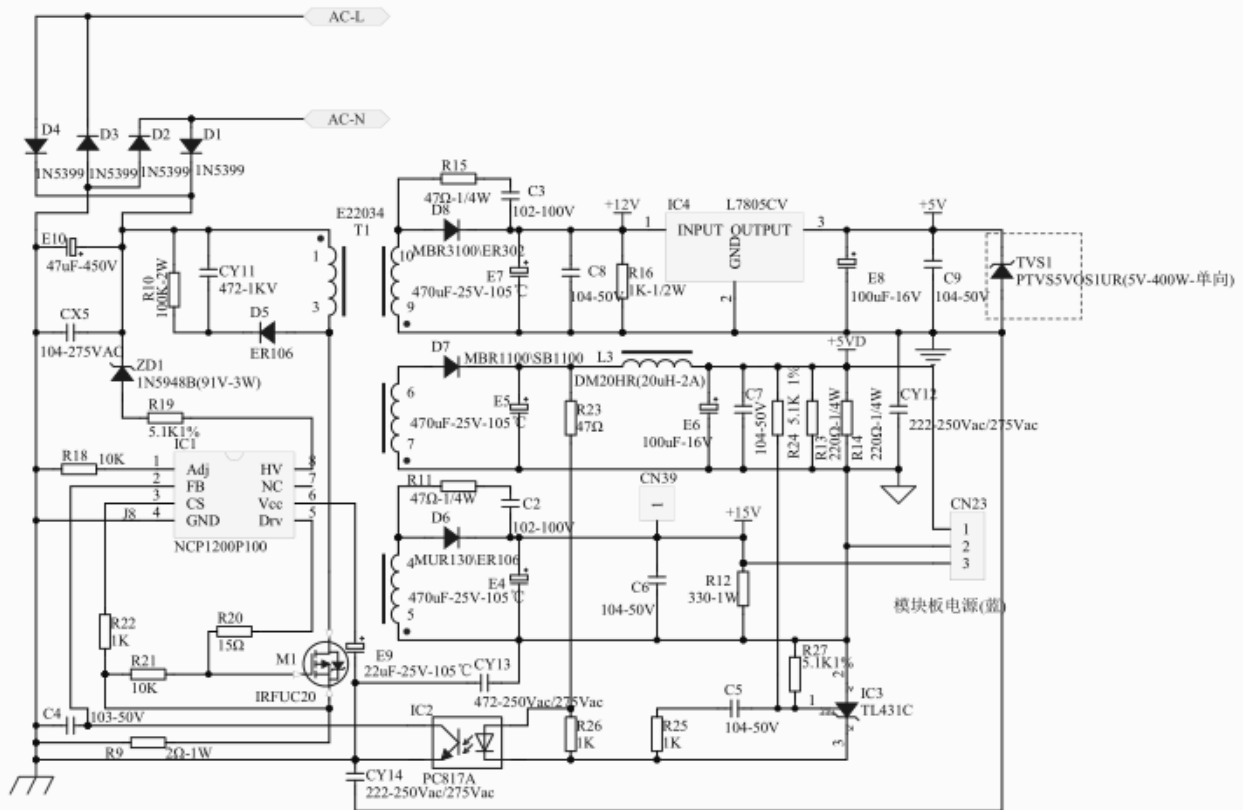 AC-L
AC-N
D4
D3
D2
D1
1N5399
1N5399
1N5399
1N5399
R15
47Ω-1/4W
C3
102-100V
D8
MBR3100\ER302
E22034
T1
+12V
IC4
L7805CV
1
INPUT OUTPUT
GND
3
2
+5V
TVS1
PTVS5VOS1UR(5V-400W-单向)
E10
47uF-450V
R10
100K-2W
CY11
472-1KV
1
3
10
9
E7
470uF-25V-105℃
C8
104-50V
R16
1K-1/2W
E8
100uF-16V
C9
104-50V
D5
ER106
CX5
104-275VAC
ZD1
1N5948B(91V-3W)
D7
MBR1100\SB1100
L3
DM20HR(20uH-2A)
+5VD
6
7
E5
470uF-25V-105℃
R23
47Ω
E6
100uF-16V
C7
104-50V
R24 5.1K 1%
R13
220Ω-1/4W
R14
220Ω-1/4W
CY12
222-250Vac/275Vac
R19
5.1K1%
IC1
R18
10K
1
2
3
4
Adj
FB
CS
GND
HV
NC
Vcc
Drv
8
7
6
5
J8
NCP1200P100
R11
47Ω-1/4W
C2
102-100V
D6
MUR130\ER106
CN39
1
+15V
CN23
1
2
3
模块板电源(蓝)
4
5
E4
470uF-25V-105℃
C6
104-50V
R12
330-1W
R22
1K
R20
15Ω
R21
10K
M1
IRFUC20
E9
22uF-25V-105℃
CY13
472-250Vac/275Vac
R27
5.1K1%
2
1
3
IC3
TL431C
C5
104-50V
C4
103-50V
R9
2Ω-1W
IC2
PC817A
R26
1K
R25
1K
CY14
222-250Vac/275Vac